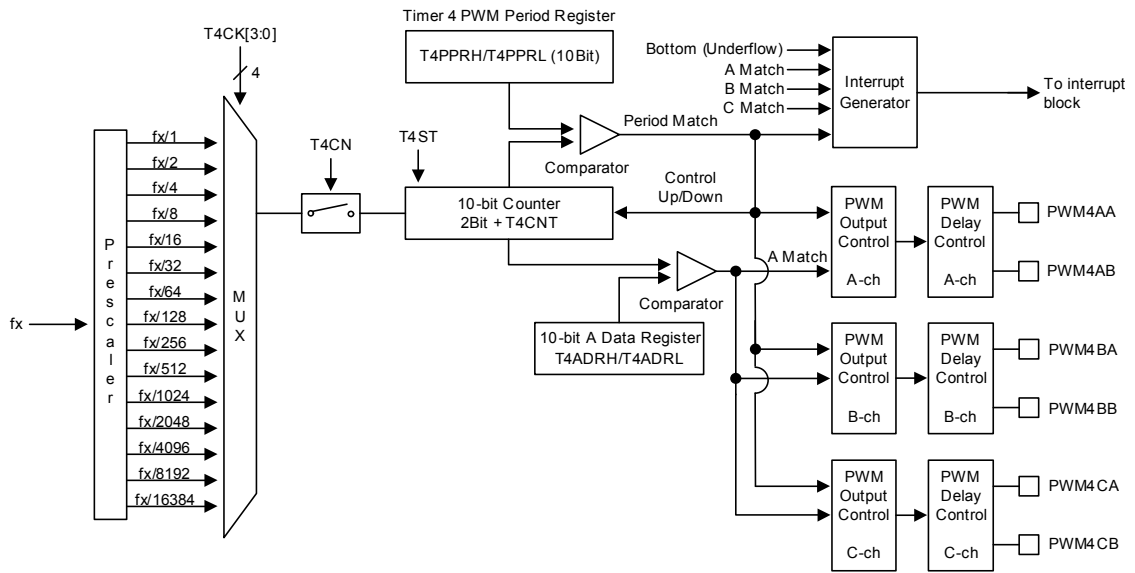 Timer 4 PWM Period Register
T4CK[3:0]
4
T4PPRH/T4PPRL (10Bit)
Bottom (Underflow)
A Match
B Match
C Match
Interrupt
Generator
To interrupt
block
fx/1
fx/2
fx/4
fx/8
fx/16
fx/32
fx/64
fx/128
fx/256
fx/512
fx/1024
fx/2048
fx/4096
fx/8192
fx/16384
fx
Prescaler
MUX
T4CN
T4ST
Period Match
Comparator
10-bit Counter
2Bit + T4CNT
Control
Up/Down
A Match
Comparator
10-bit A Data Register
T4ADRH/T4ADRL
PWM
Output
Control
A-ch
PWM
Delay
Control
A-ch
PWM4AA
PWM4AB
PWM
Output
Control
B-ch
PWM
Delay
Control
B-ch
PWM4BA
PWM4BB
PWM
Output
Control
C-ch
PWM
Delay
Control
C-ch
PWM4CA
PWM4CB